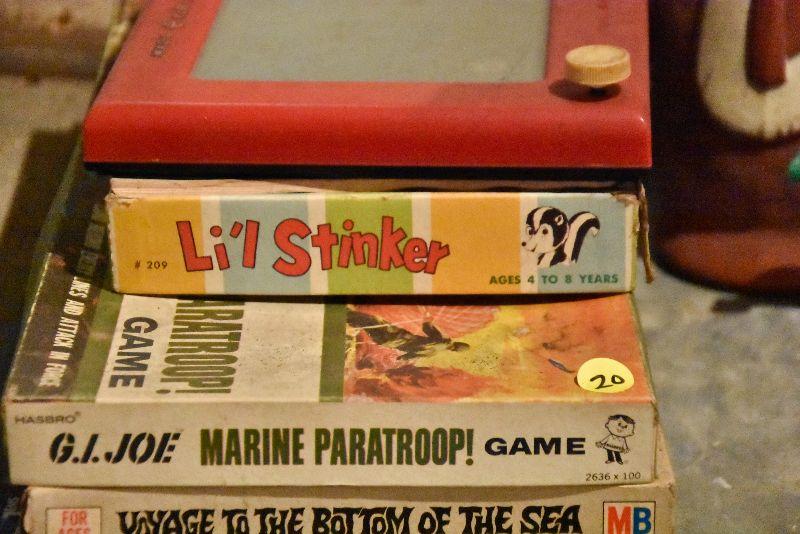 Li'l Stinker
# 209
AGES 4 TO 8 YEARS
GAME
HASBRO®
G.I. JOE MARINE PARATROOP! GAME
20
2636 x 100
FOR
AGES
VOYAGE TO THE BOTTOM OF THE SEA
MB